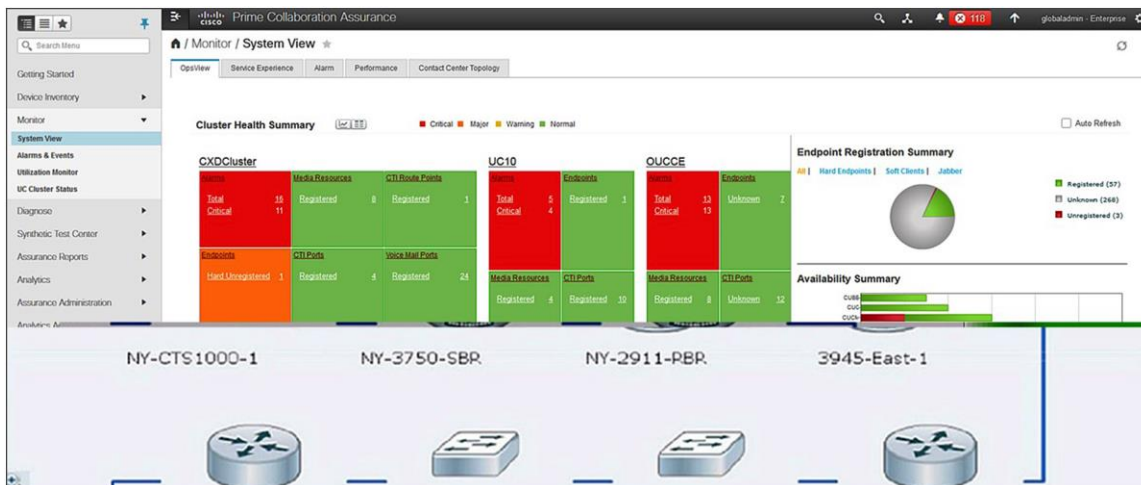 cisco Prime Collaboration Assurance
118
globaladmin - Enterprise
Search Menu
Getting Started
Device Inventory
Monitor
System View
Alarms & Events
Utilization Monitor
UC Cluster Status
Diagnose
Synthetic Test Center
Assurance Reports
Analytics
Assurance Administration
/ Monitor / System View
OpsView Service Experience Alarm Performance Contact Center Topology
Cluster Health Summary
Critical Major Warning Normal
Auto Refresh
CXDCluster
Alarms Media Resources CTI Route Points
Total 16 Registered 8 Registered 1
Critical 11
Endpoints CTI Ports Voice Mail Ports
Hard Unregistered 1 Registered 4 Registered 24
UC10
Alarms Endpoints
Total 5 Registered 1
Critical 4
Media Resources CTI Ports
Registered 4 Registered 10
OUCCE
Alarms Endpoints
Total 13 Unknown 7
Critical 13
Media Resources CTI Ports
Registered 8 Unknown 12
Endpoint Registration Summary
All | Hard Endpoints | Soft Clients | Jabber
Registered (57)
Unknown (268)
Unregistered (3)
Availability Summary
CUBE
CUC
CUCM
NY-CTS1000-1 NY-3750-SBR NY-2911-RBR 3945-East-1